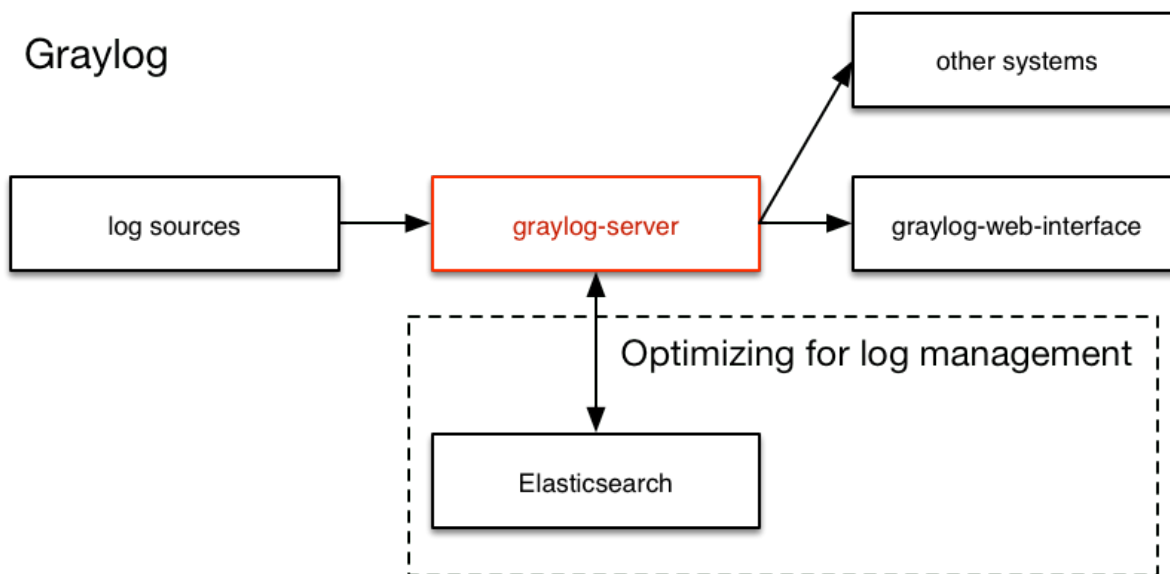 Graylog
other systems
log sources
graylog-server
graylog-web-interface
Optimizing for log management
Elasticsearch